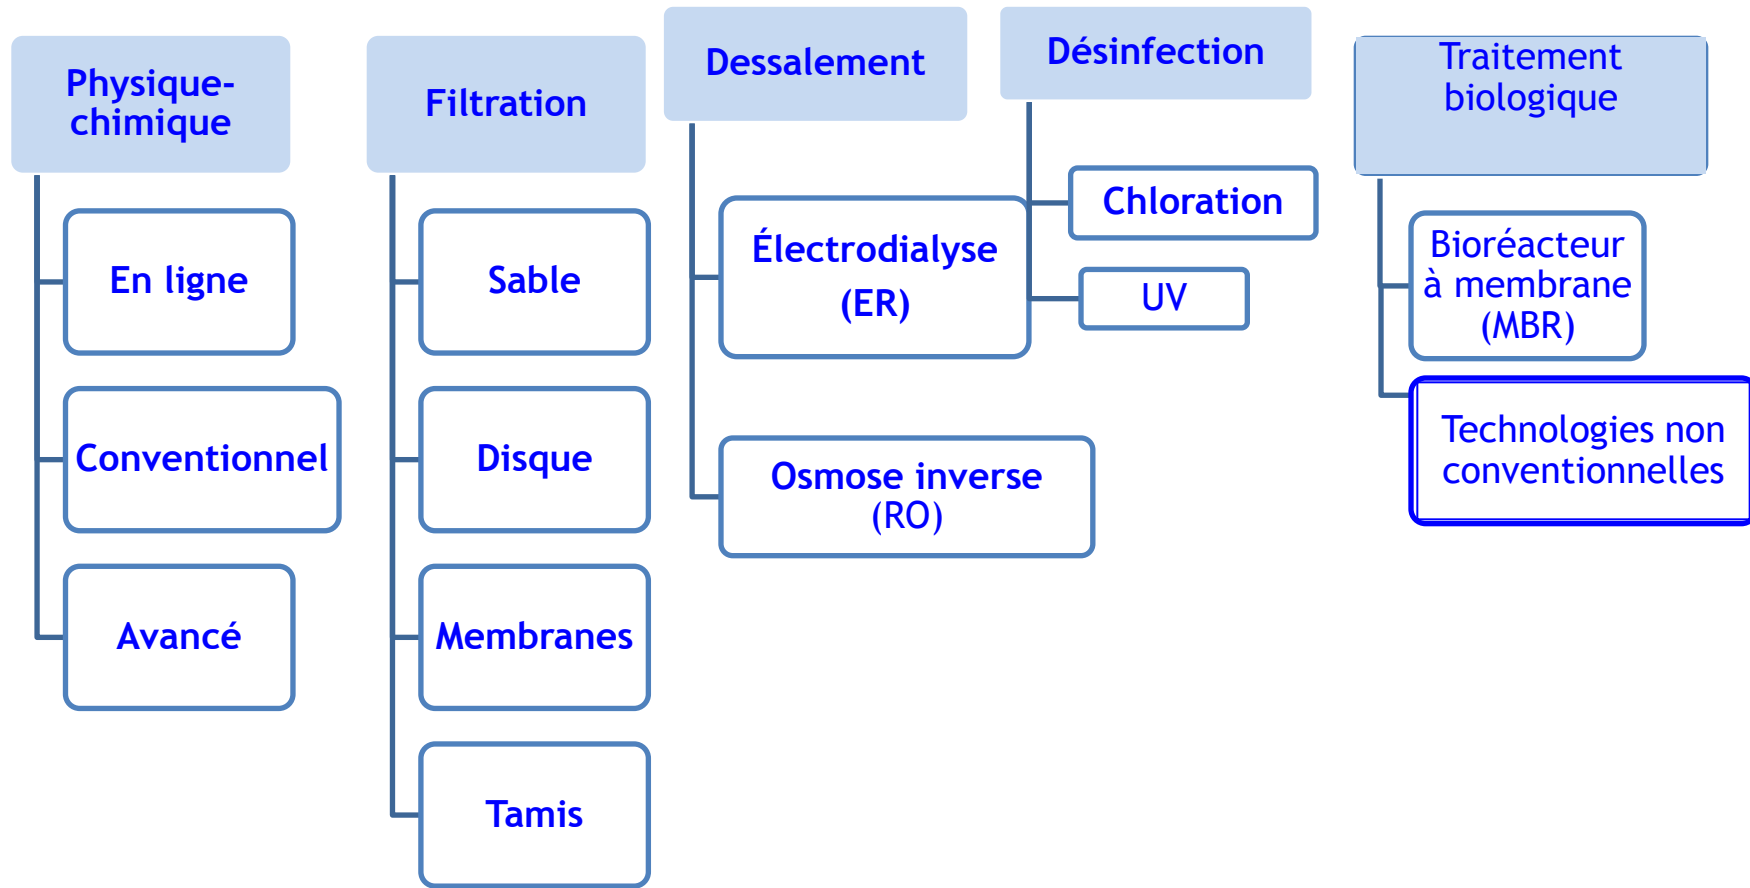 Physique-
chimique
En ligne
Conventionnel
Avancé
Filtration
Sable
Disque
Membranes
Tamis
Dessalement
Électrodialyse
(ER)
Osmose inverse
(RO)
Désinfection
Chloration
UV
Traitement
biologique
Bioréacteur
à membrane
(MBR)
Technologies non
conventionnelles